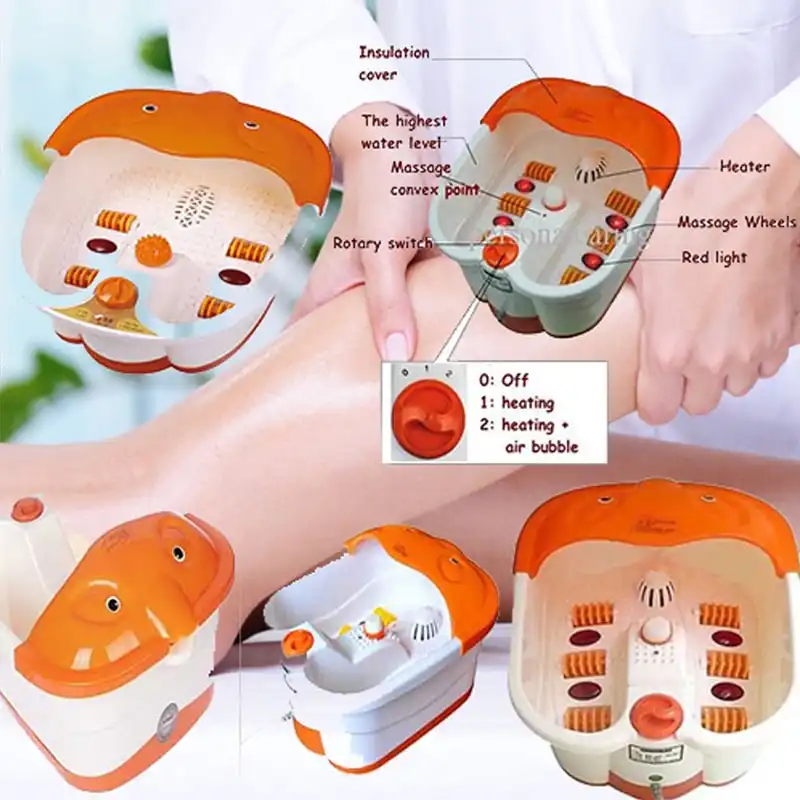 Insulation
cover
The highest
water level
Massage
convex point
Rotary switch
Heater
Massage Wheels
Red light
0 1 2
0: Off
1: heating
2: heating +
air bubble